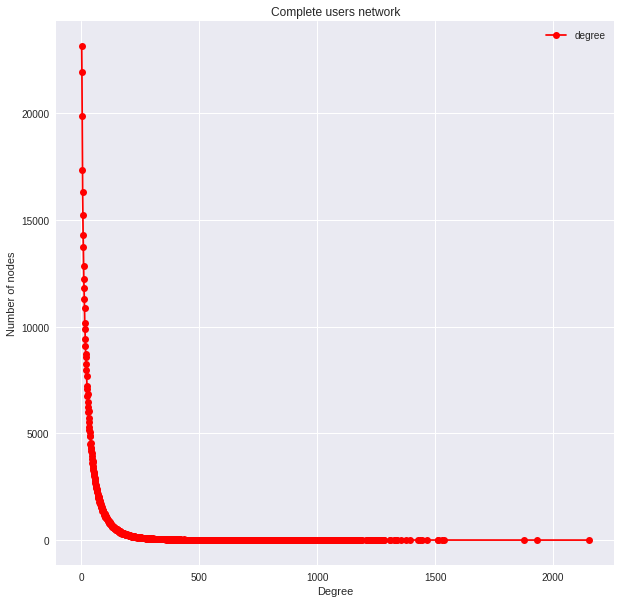 Complete users network
degree
20000
15000
10000
5000
0
Number of nodes
0 500 1000 1500 2000
Degree